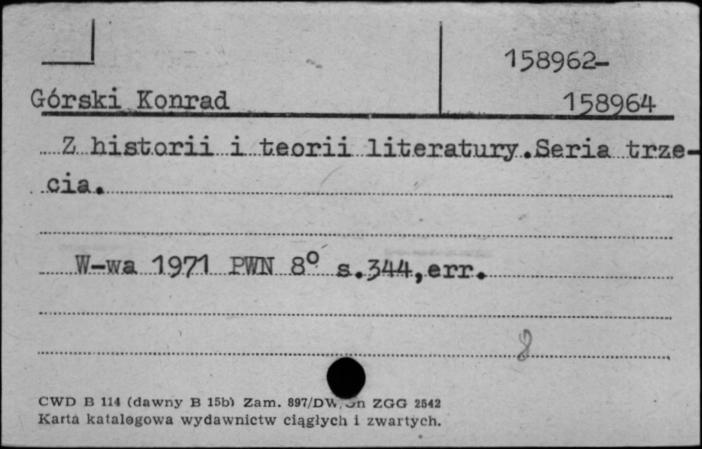 158962-
158964
Górski Konrad
Z historii i teorii literatury.Seria trze-
cia.
W-wa 1971 PWN 8° s.344,err.
8
CWD B 114 (dawny B 15b) Zam. 897/DW, ZGG 2542
Karta katalogowa wydawnictw ciągłych i zwartych.